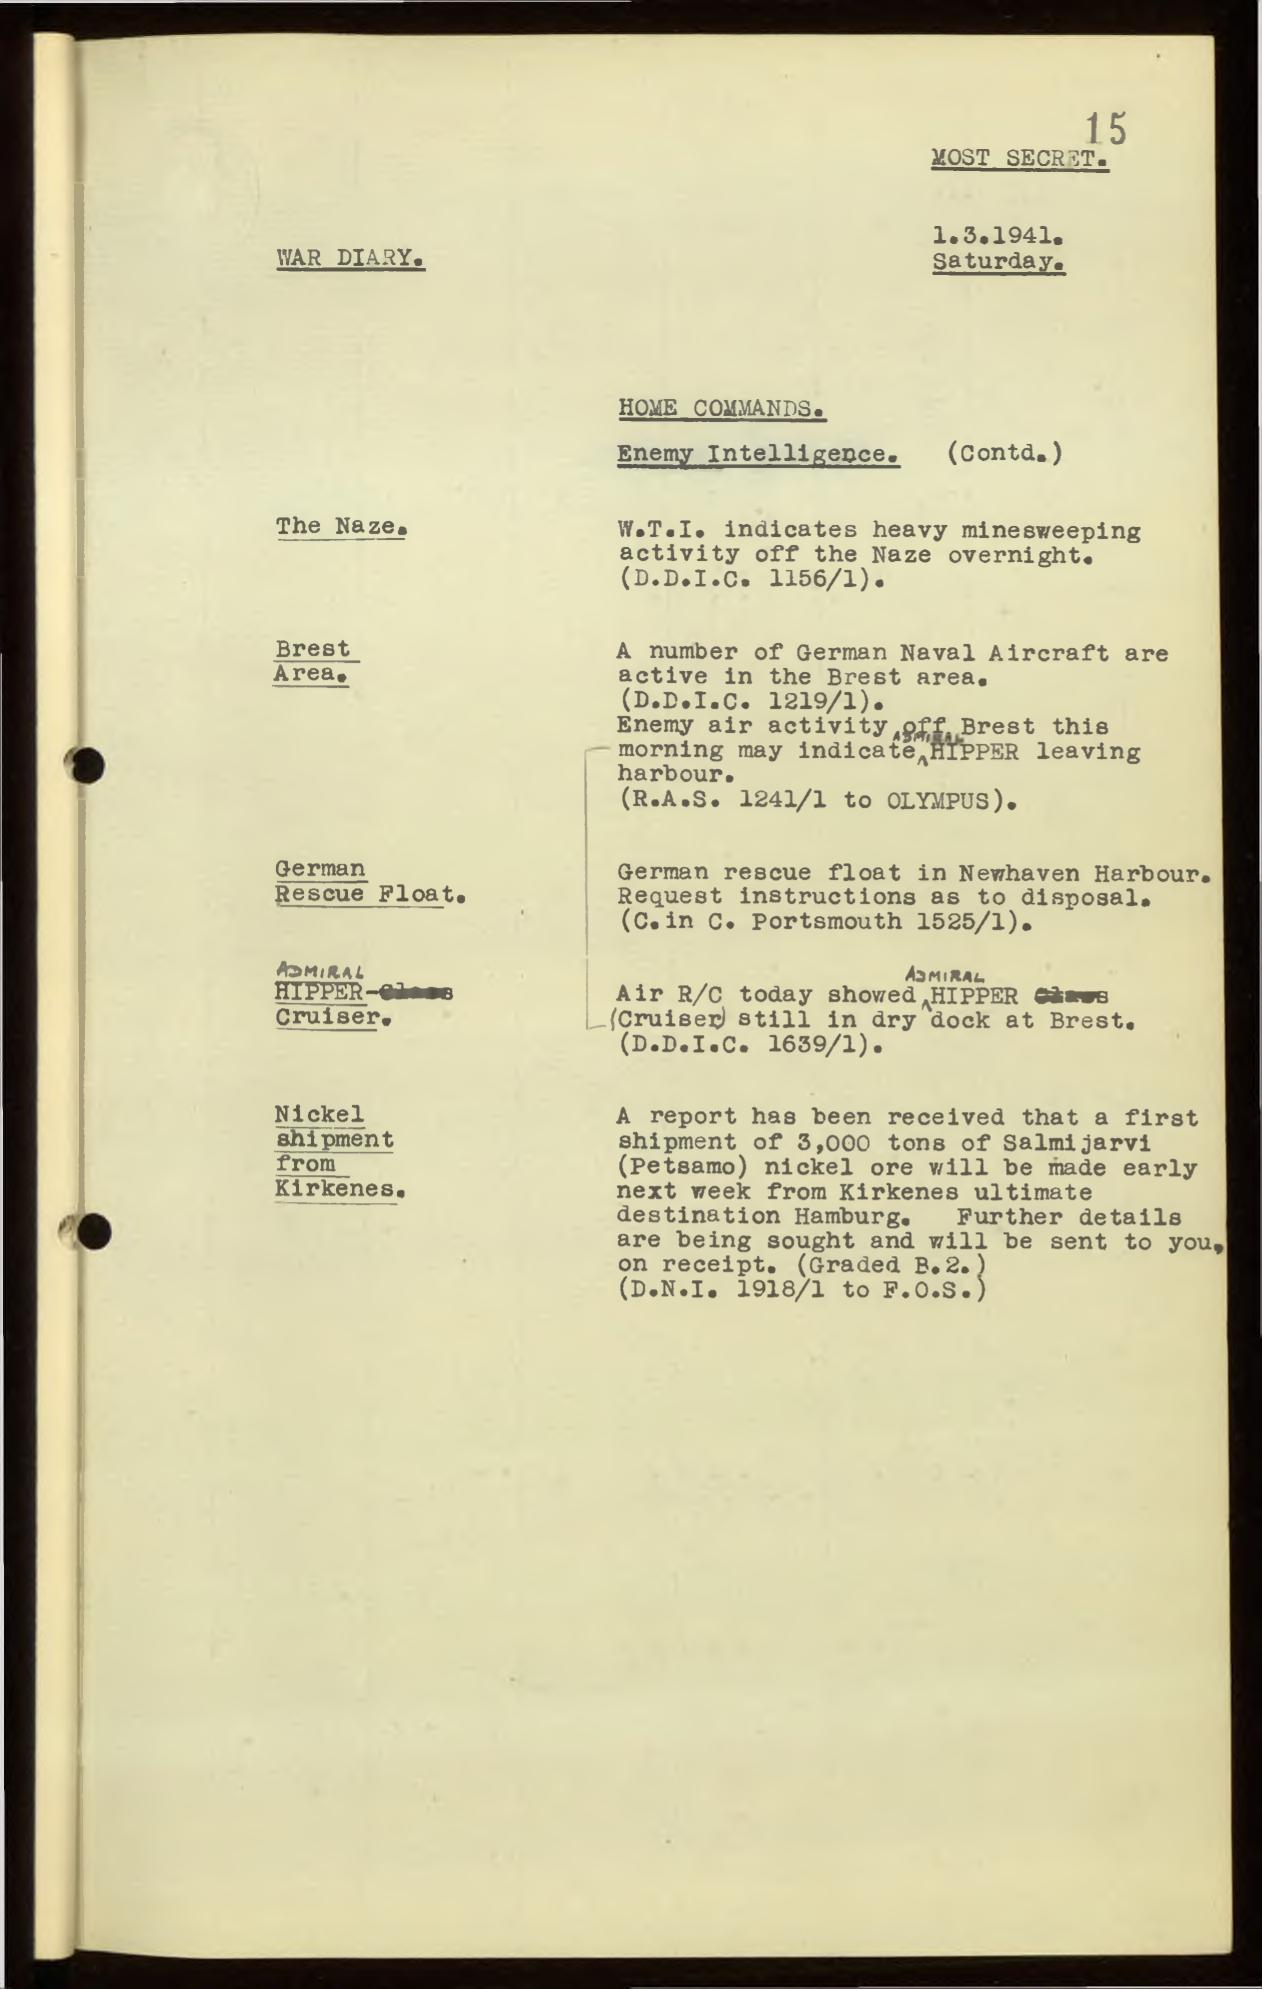 15
MOST SECRET.
1.3.1941.
WAR DIARY.
Saturday.
HOME COMMANDS.
Enemy Intelligence. (Contd.)
The Naze.
W.T.I. indicates heavy minesweeping
activity off the Naze overnight.
(D.D.I.C. 1156/1).
Brest
Area.
A number of German Naval Aircraft are
active in the Brest area.
(D.D.I.C. 1219/1).
Enemy air activity off Brest this
ADMIRAL
morning may indicate HIPPER leaving
harbour.
(R.A.S. 1241/1 to OLYMPUS).
German
Rescue Float.
German rescue float in Newhaven Harbour.
Request instructions as to disposal.
(C.in C. Portsmouth 1525/1).
ADMIRAL
HIPPER-Class
Cruiser.
ADMIRAL
Air R/C today showed HIPPER Class
(Cruiser) still in dry dock at Brest.
(D.D.I.C. 1639/1).
Nickel
shipment
from
Kirkenes.
A report has been received that a first
shipment of 3,000 tons of Salmijarvi
(Petsamo) nickel ore will be made early
next week from Kirkenes ultimate
destination Hamburg. Further details
are being sought and will be sent to you,
on receipt. (Graded B.2.)
(D.N.I. 1918/1 to F.O.S.)